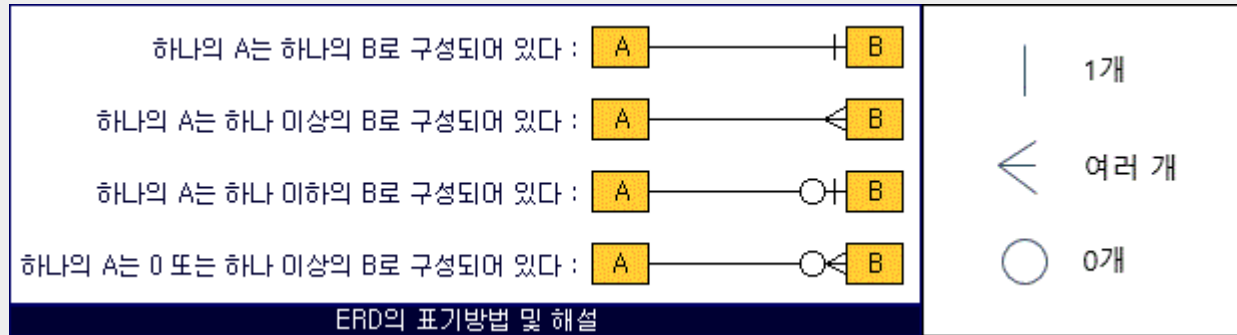 하나의 A는 하나의 B로 구성되어 있다 : A B
하나의 A는 하나 이상의 B로 구성되어 있다 : A B
하나의 A는 하나 이하의 B로 구성되어 있다 : A B
하나의 A는 0 또는 하나 이상의 B로 구성되어 있다 : A B
ERD의 표기방법 및 해설
1개
여러 개
0개